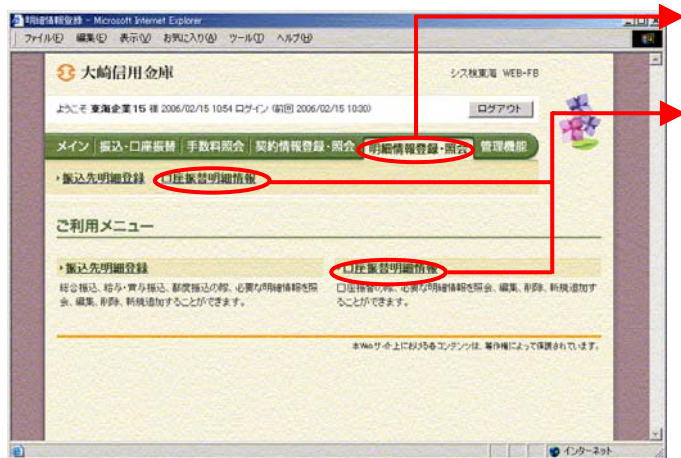 明細情報登録 - Microsoft Internet Explorer
ファイル(F) 編集(E) 表示(V) お気に入り(A) ツール(T) ヘルプ(H)
大崎信用金庫
シス検東海 WEB-FB
ようこそ 東海企業15 様 2006/02/15 1054 ログイン (前回 2006/02/15 1030)
ログアウト
メイン 振込・口座振替 手数料照会 契約情報登録・照会 明細情報登録・照会 管理機能
振込先明細登録 口座振替明細情報
ご利用メニュー
振込先明細登録
総合振込、給与・賞与振込、都度振込の際、必要な明細情報を照
会、編集、削除、新規追加することができます。
口座振替明細情報
口座振替の際、必要な明細情報を照会、編集、削除、新規追加す
ることができます。
本Webサイト上におけるコンテンツは、著作権によって保護されています。
インターネット